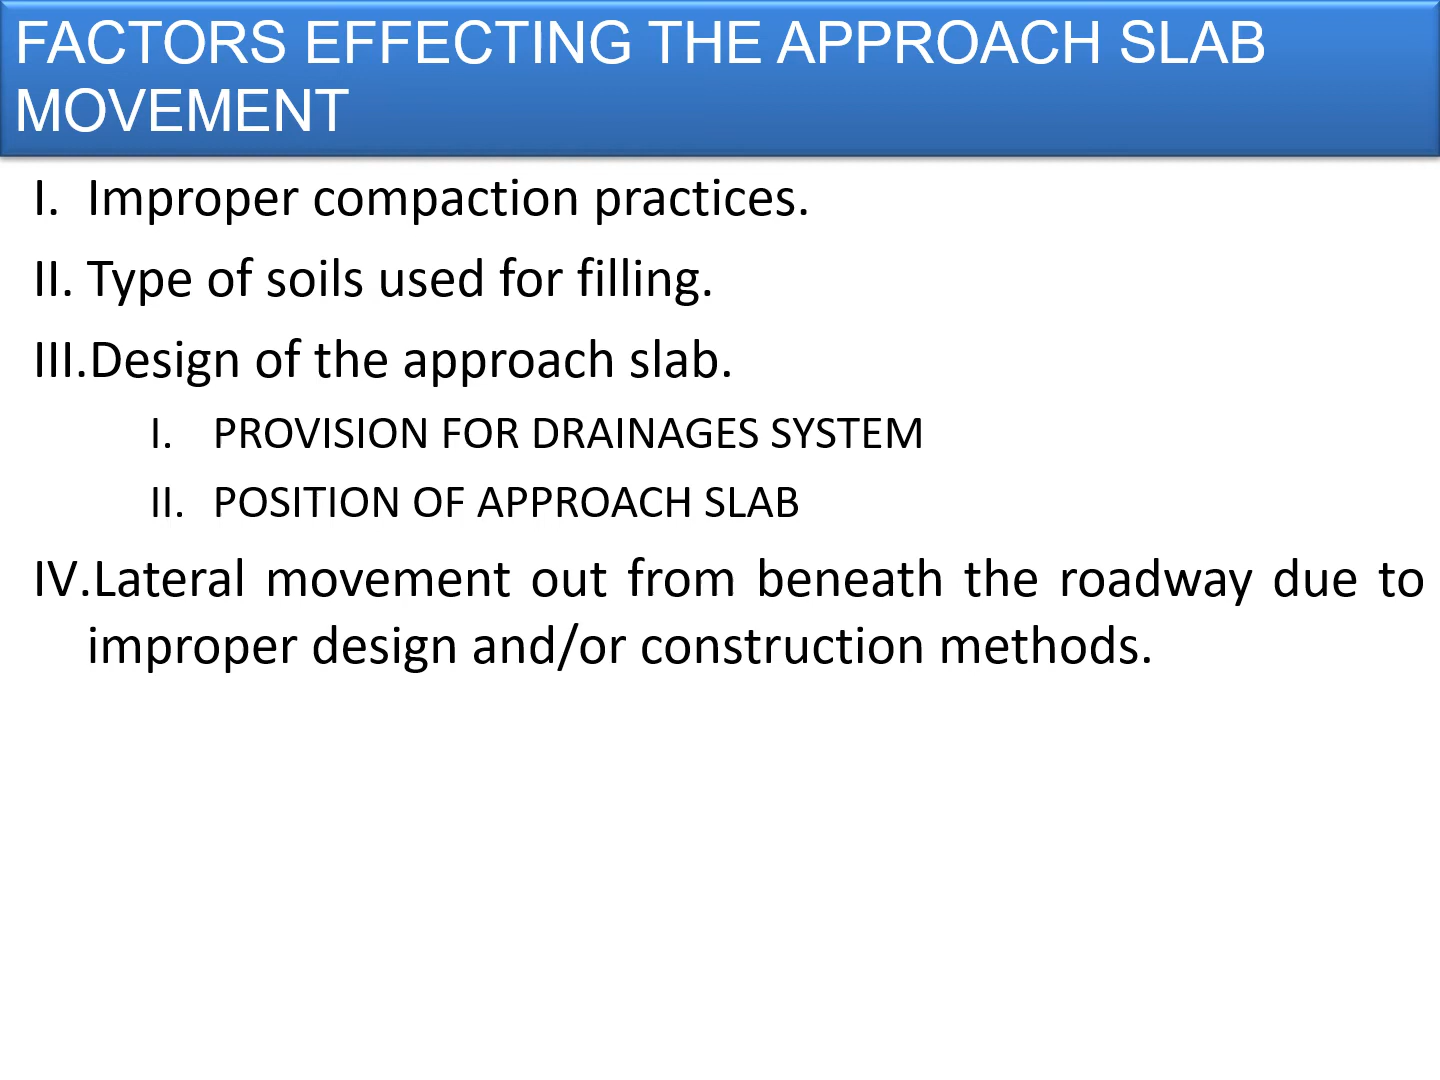 FACTORS EFFECTING THE APPROACH SLAB
MOVEMENT
I. Improper compaction practices.
II. Type of soils used for filling.
III.Design of the approach slab.
I. PROVISION FOR DRAINAGES SYSTEM
II. POSITION OF APPROACH SLAB
IV.Lateral movement out from beneath the roadway due to
improper design and/or construction methods.